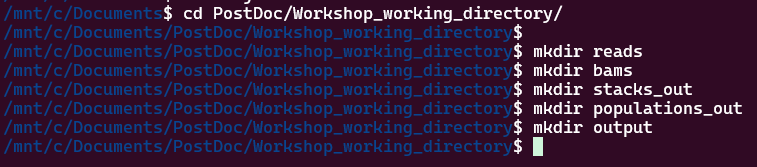 /mnt/c/Documents$ cd PostDoc/Workshop_working_directory/
/mnt/c/Documents/PostDoc/Workshop_working_directory$
/mnt/c/Documents/PostDoc/Workshop_working_directory$ mkdir reads
/mnt/c/Documents/PostDoc/Workshop_working_directory$ mkdir bams
/mnt/c/Documents/PostDoc/Workshop_working_directory$ mkdir stacks_out
/mnt/c/Documents/PostDoc/Workshop_working_directory$ mkdir populations_out
/mnt/c/Documents/PostDoc/Workshop_working_directory$ mkdir output
/mnt/c/Documents/PostDoc/Workshop_working_directory$